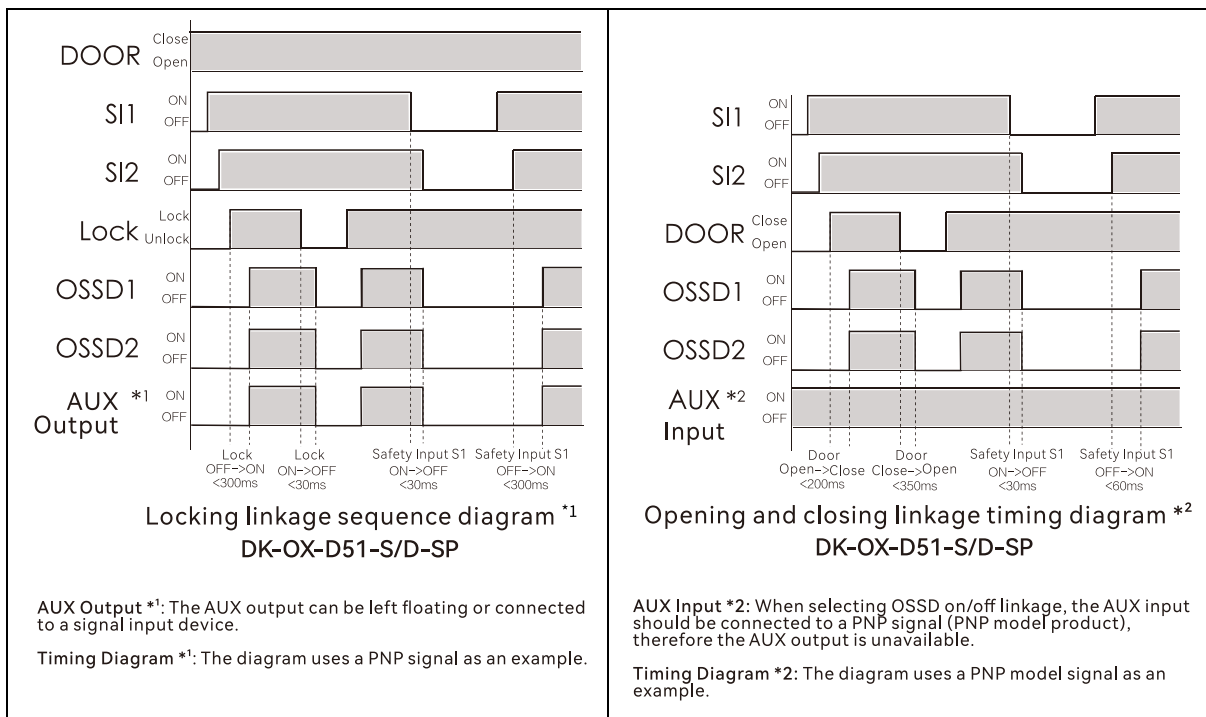 DOOR
Close
Open
SI1
ON
OFF
SI2
ON
OFF
Lock
Lock
Unlock
OSSD1
ON
OFF
OSSD2
ON
OFF
AUX *1
Output
ON
OFF
Lock
OFF->ON
<300ms
Lock
ON->OFF
<30ms
Safety Input S1
ON->OFF
<30ms
Safety Input S1
OFF->ON
<300ms
Locking linkage sequence diagram *1
DK-OX-D51-S/D-SP
AUX Output *1: The AUX output can be left floating or connected
to a signal input device.
Timing Diagram *1: The diagram uses a PNP signal as an example.
SI1
ON
OFF
SI2
ON
OFF
DOOR
Close
Open
OSSD1
ON
OFF
OSSD2
ON
OFF
AUX *2
Input
ON
OFF
Door
Open->Close
<200ms
Door
Close->Open
<350ms
Safety Input S1
ON->OFF
<30ms
Safety Input S1
OFF->ON
<60ms
Opening and closing linkage timing diagram *2
DK-OX-D51-S/D-SP
AUX Input *2: When selecting OSSD on/off linkage, the AUX input
should be connected to a PNP signal (PNP model product),
therefore the AUX output is unavailable.
Timing Diagram *2: The diagram uses a PNP model signal as an
example.